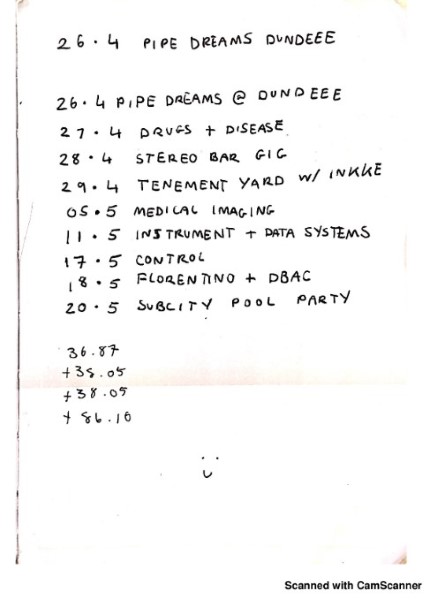 26.4 PIPE DREAMS DUNDEEE
26.4 PIPE DREAMS @ DUNDEEE
27.4 DRUGS + DISEASE
28.4 STEREO BAR GIG
29.4 TENEMENT YARD W/ INKKE
05.5 MEDICAL IMAGING
11.5 INSTRUMENT + DATA SYSTEMS
17.5 CONTROL
18.5 FLORENTINO + DBAC
20.5 SUBCITY POOL PARTY
36.87
+38.05
+38.05
+86.10
Scanned with CamScanner